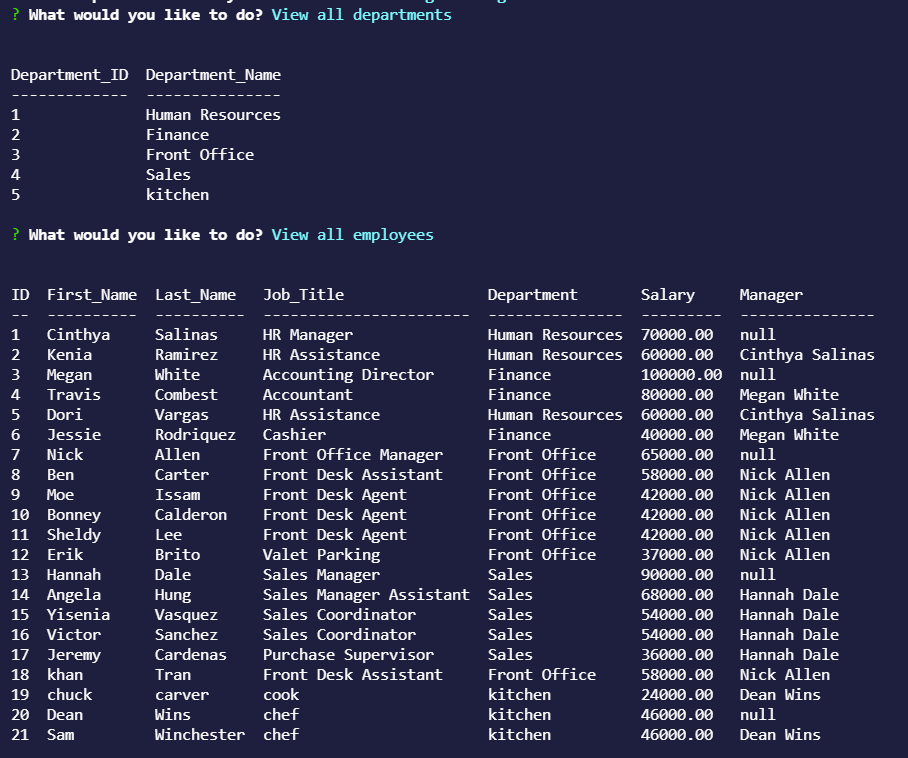 ? What would you like to do? View all departments
Department_ID  Department_Name
-------------  ---------------
1              Human Resources
2              Finance
3              Front Office
4              Sales
5              kitchen
? What would you like to do? View all employees
ID  First_Name  Last_Name   Job_Title                Department       Salary     Manager
--  ----------  ----------  -----------------------  ---------------  ---------  ---------------
1   Cinthya     Salinas     HR Manager               Human Resources  70000.00   null
2   Kenia       Ramirez     HR Assistance            Human Resources  60000.00   Cinthya Salinas
3   Megan       White       Accounting Director      Finance          100000.00  null
4   Travis      Combest     Accountant               Finance          80000.00   Megan White
5   Dori        Vargas      HR Assistance            Human Resources  60000.00   Cinthya Salinas
6   Jessie      Rodriquez   Cashier                  Finance          40000.00   Megan White
7   Nick        Allen       Front Office Manager     Front Office     65000.00   null
8   Ben         Carter      Front Desk Assistant     Front Office     58000.00   Nick Allen
9   Moe         Issam       Front Desk Agent         Front Office     42000.00   Nick Allen
10  Bonney      Calderon    Front Desk Agent         Front Office     42000.00   Nick Allen
11  Sheldy      Lee         Front Desk Agent         Front Office     42000.00   Nick Allen
12  Erik        Brito       Valet Parking            Front Office     37000.00   Nick Allen
13  Hannah      Dale        Sales Manager            Sales            90000.00   null
14  Angela      Hung        Sales Manager Assistant  Sales            68000.00   Hannah Dale
15  Yisenia     Vasquez     Sales Coordinator        Sales            54000.00   Hannah Dale
16  Victor      Sanchez     Sales Coordinator        Sales            54000.00   Hannah Dale
17  Jeremy      Cardenas    Purchase Supervisor      Sales            36000.00   Hannah Dale
18  khan        Tran        Front Desk Assistant     Front Office     58000.00   Nick Allen
19  chuck       carver      cook                     kitchen          24000.00   Dean Wins
20  Dean        Wins        chef                     kitchen          46000.00   null
21  Sam         Winchester  chef                     kitchen          46000.00   Dean Wins